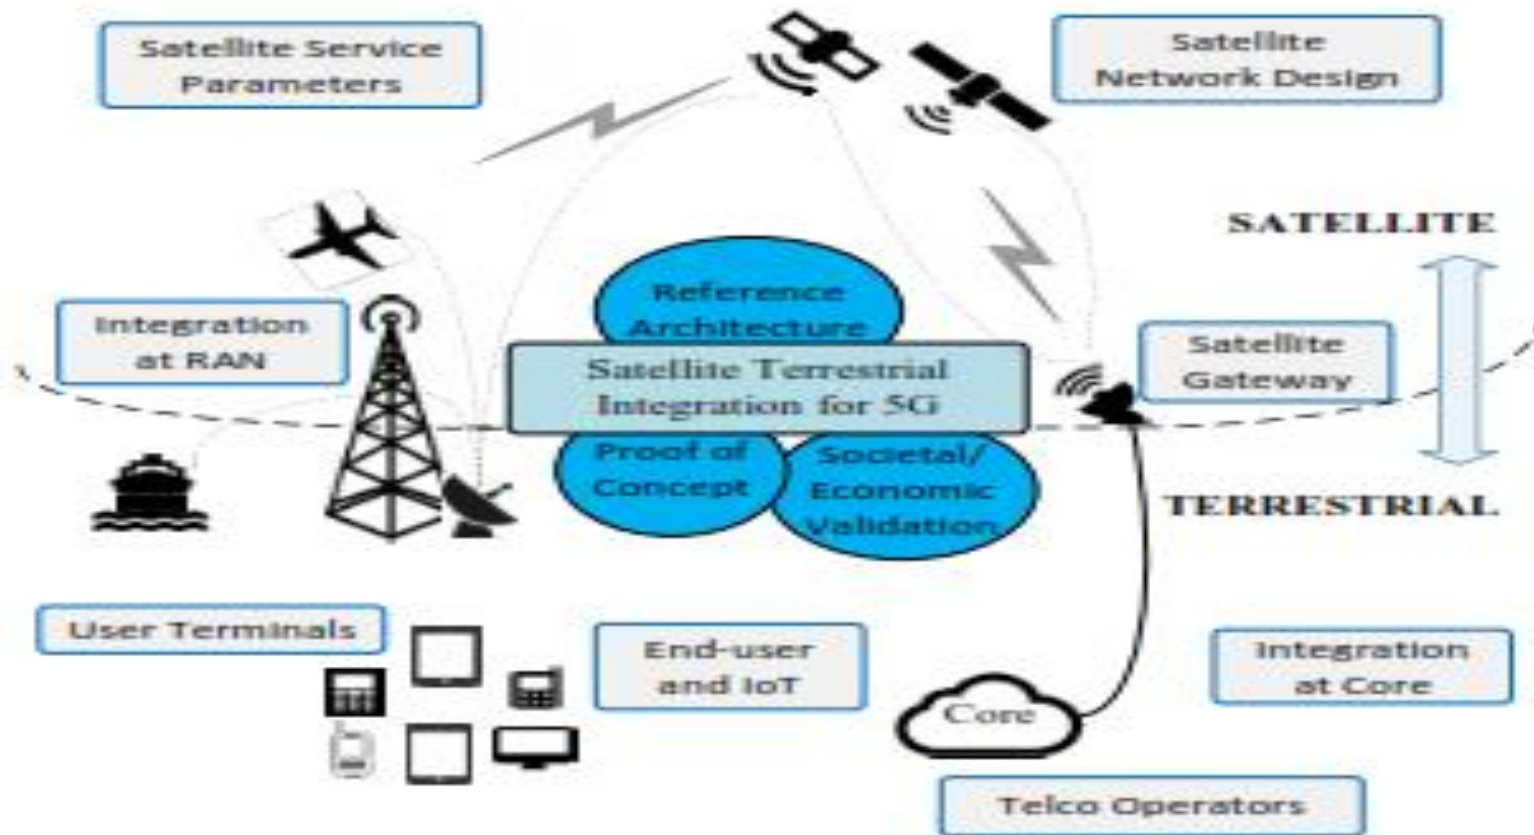 Satellite Service
Parameters
Satellite
Network Design
SATELLITE
Reference
Architecture
Integration
at RAN
Satellite Terrestrial
Integration for 5G
Satellite
Gateway
Proof of
Concept
Societal/
Economic
Validation
TERRESTRIAL
User Terminals
End-user
and IoT
Integration
at Core
Core
Telco Operators